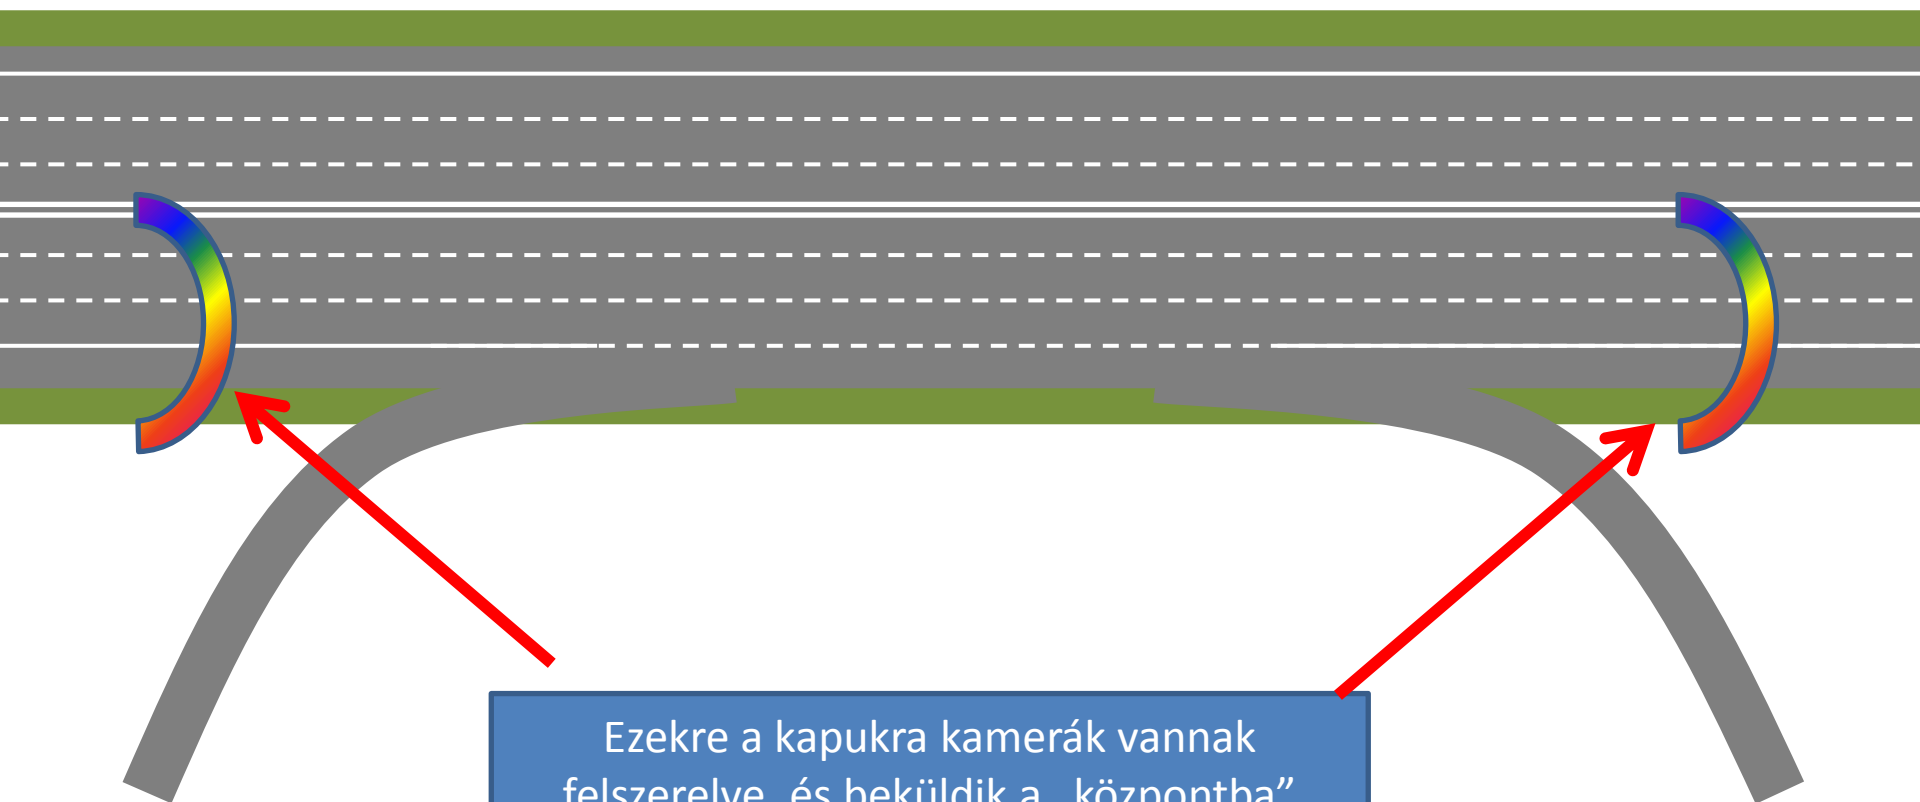 Ezekre a kapukra kamerák vannak
felszerelve, és beküldik a „központba”